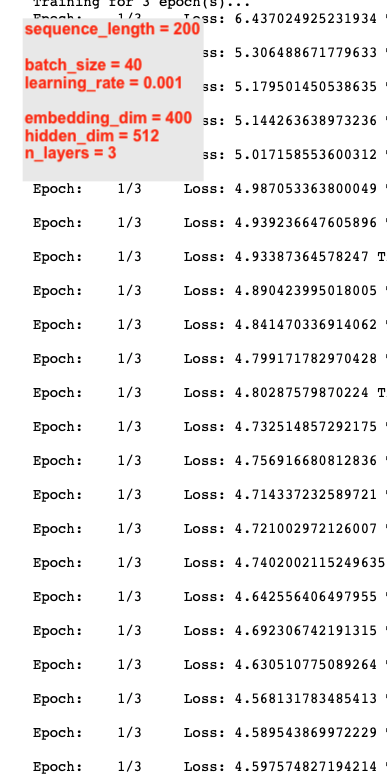 Training for 3 epoch(s)...
Epoch: 1/3 Loss: 6.437024925231934
sequence_length = 200
ss: 5.306488671779633
batch_size = 40
ss: 5.179501450538635
learning_rate = 0.001
embedding_dim = 400
ss: 5.144263638973236
hidden_dim = 512
n_layers = 3
ss: 5.017158553600312
Epoch: 1/3 Loss: 4.987053363800049
Epoch: 1/3 Loss: 4.939236647605896
Epoch: 1/3 Loss: 4.93387364578247 T
Epoch: 1/3 Loss: 4.890423995018005
Epoch: 1/3 Loss: 4.841470336914062
Epoch: 1/3 Loss: 4.799171782970428
Epoch: 1/3 Loss: 4.80287579870224 T
Epoch: 1/3 Loss: 4.732514857292175
Epoch: 1/3 Loss: 4.756916680812836
Epoch: 1/3 Loss: 4.714337232589721
Epoch: 1/3 Loss: 4.721002972126007
Epoch: 1/3 Loss: 4.7402002115249635
Epoch: 1/3 Loss: 4.642556406497955
Epoch: 1/3 Loss: 4.692306742191315
Epoch: 1/3 Loss: 4.630510775089264
Epoch: 1/3 Loss: 4.568131783485413
Epoch: 1/3 Loss: 4.589543869972229
Epoch: 1/3 Loss: 4.597574827194214